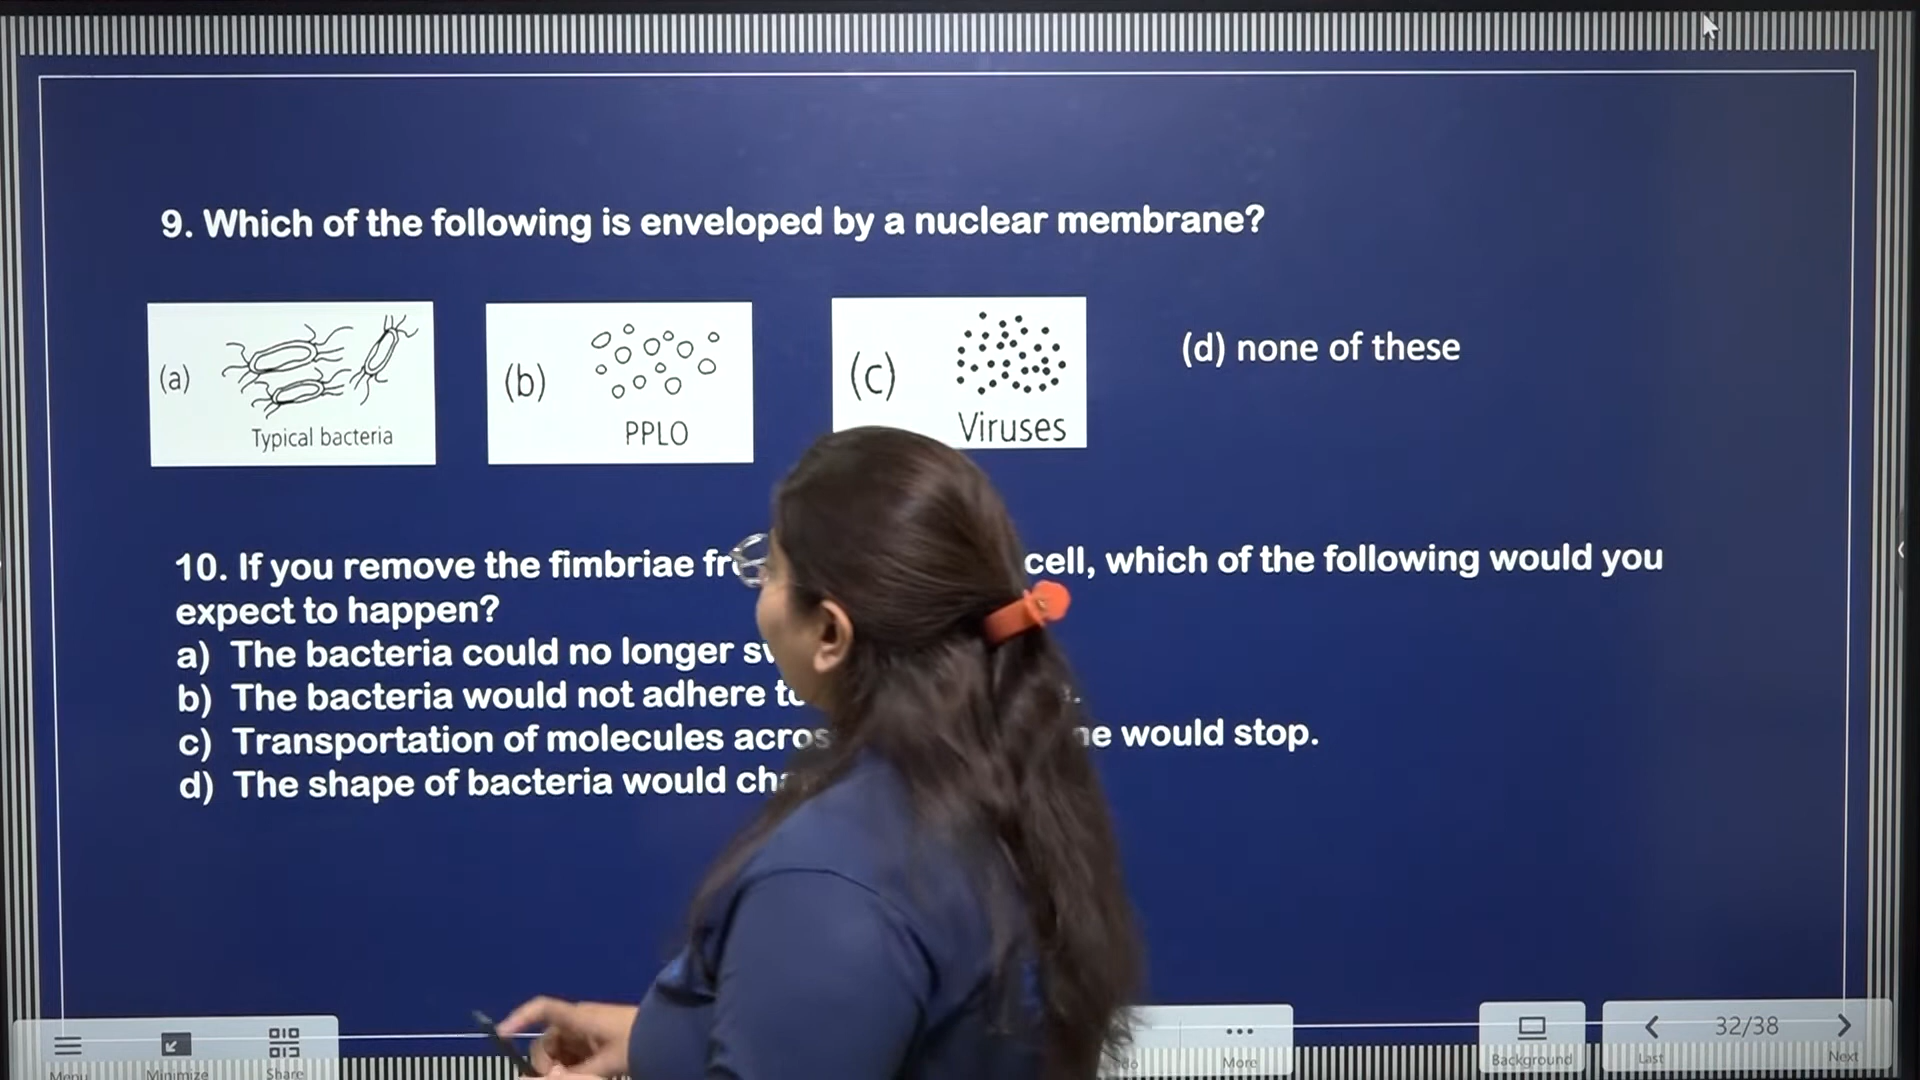 9. Which of the following is enveloped by a nuclear membrane?
(a)
Typical bacteria
(b)
PPLO
(c)
Viruses
(d) none of these
10. If you remove the fimbriae cell, which of the following would you
expect to happen?
a) The bacteria could no longer
b) The bacteria would not adhere
c) Transportation of molecules would stop.
d) The shape of bacteria would
Menu
Minimize
Share
More
Background
Last
32/38
Next